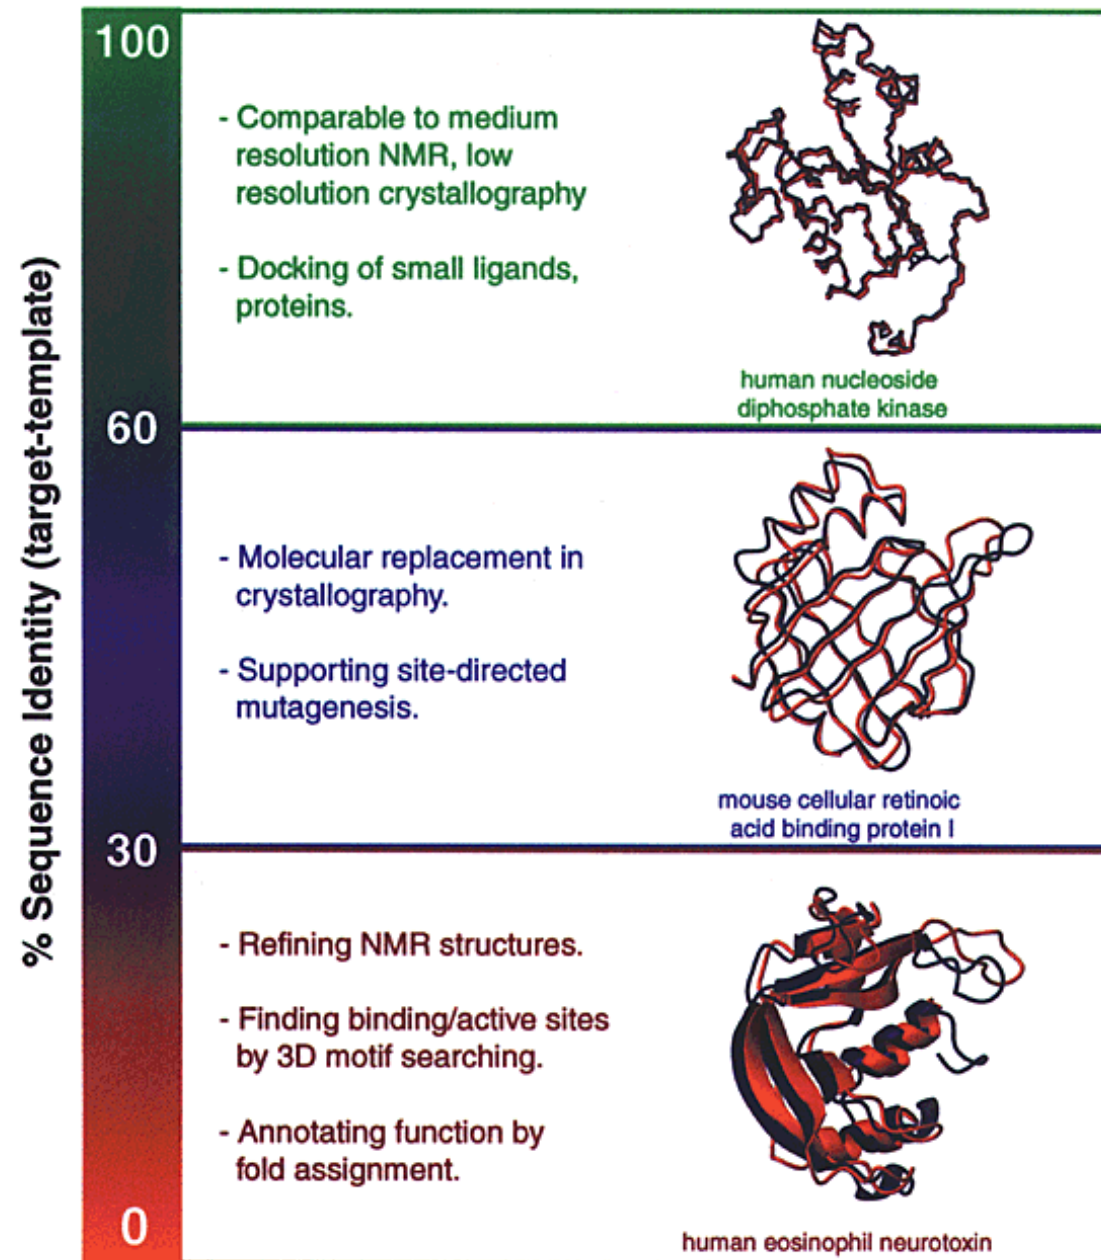 % Sequence Identity (target-template)
100
- Comparable to medium
resolution NMR, low
resolution crystallography
- Docking of small ligands,
proteins.
human nucleoside
diphosphate kinase
60
- Molecular replacement in
crystallography.
- Supporting site-directed
mutagenesis.
mouse cellular retinoic
acid binding protein I
30
- Refining NMR structures.
- Finding binding/active sites
by 3D motif searching.
- Annotating function by
fold assignment.
0
human eosinophil neurotoxin